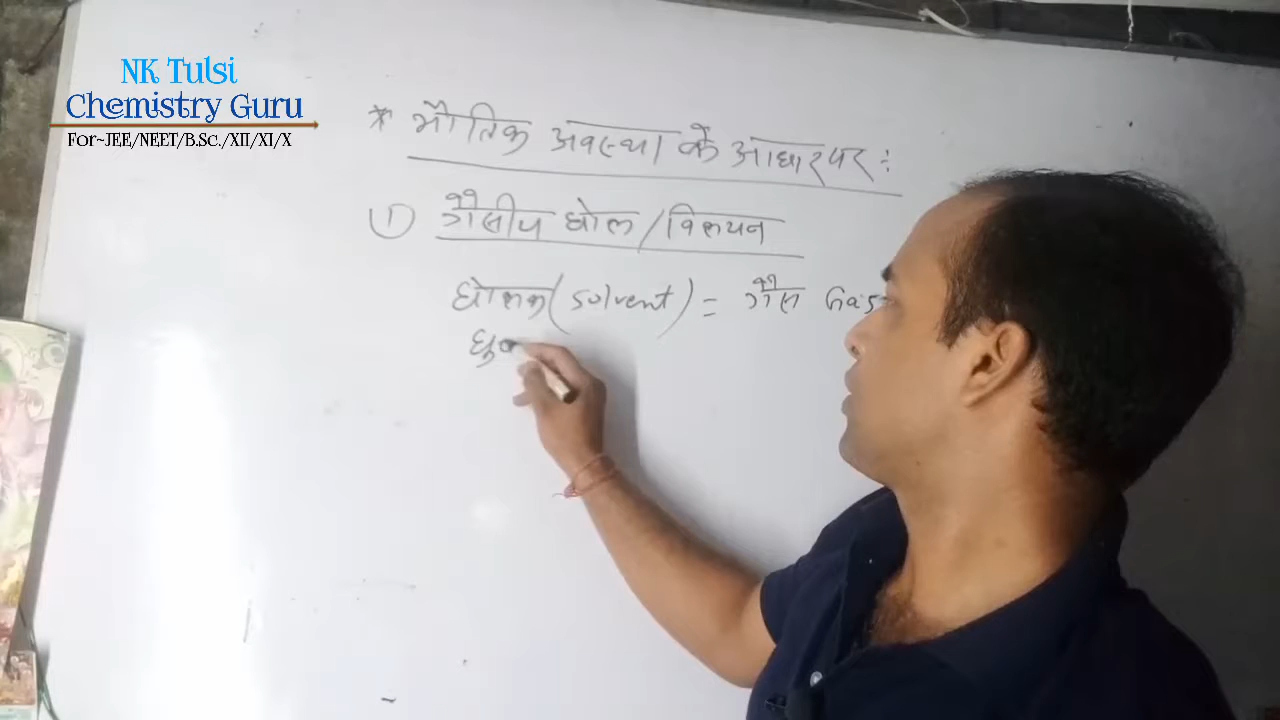 NK Tulsi
Chemistry Guru
For~JEE/NEET/B.Sc./XII/XI/X
* भौतिक अवस्था के आधार पर :
① गैसीय घोल / विलयन
घोलक (solvent) = गैस Gas
घु